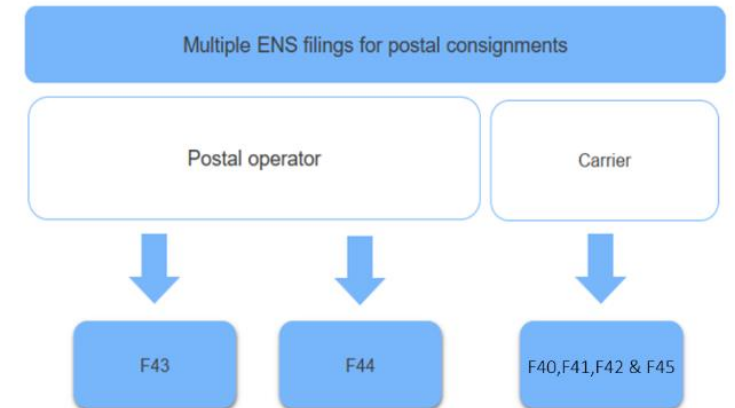 Multiple ENS filings for postal consignments
Postal operator
Carrier
F43
F44
F40,F41,F42 & F45